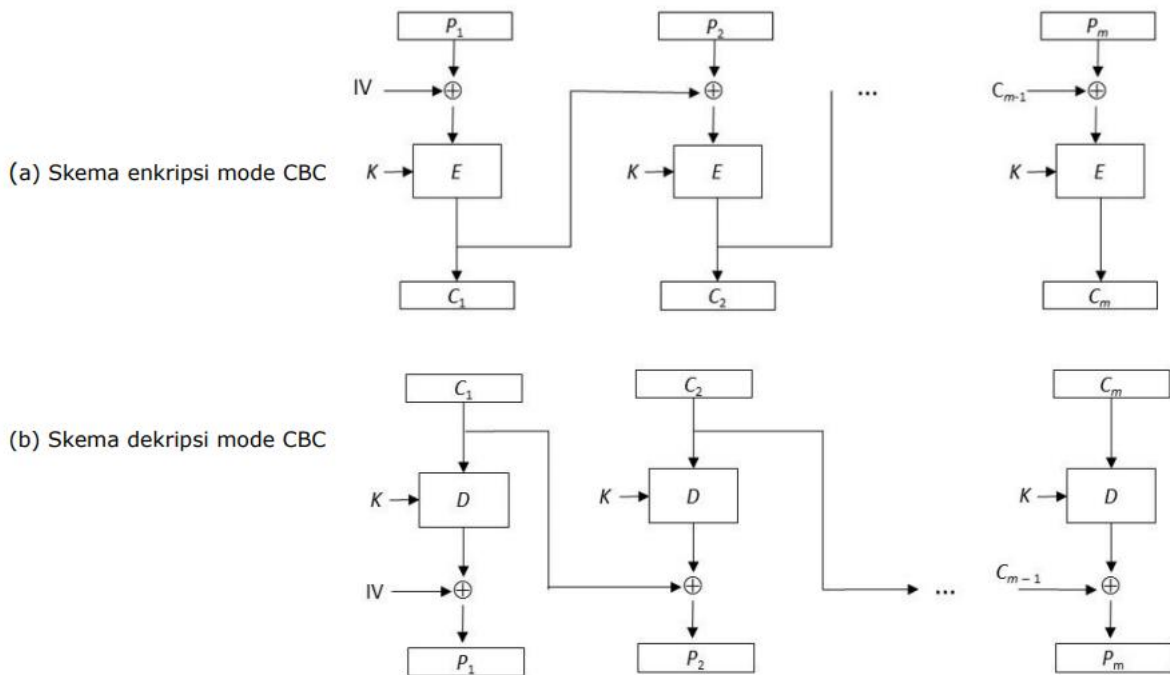 P₁ P₂ Pₘ
IV ⊕ ⊕ ... Cₘ₋₁ ⊕
(a) Skema enkripsi mode CBC K E K E K E
C₁ C₂ Cₘ
C₁ C₂ Cₘ
(b) Skema dekripsi mode CBC
K D K D K D
IV ⊕ ⊕ ... Cₘ₋₁ ⊕
P₁ P₂ Pₘ